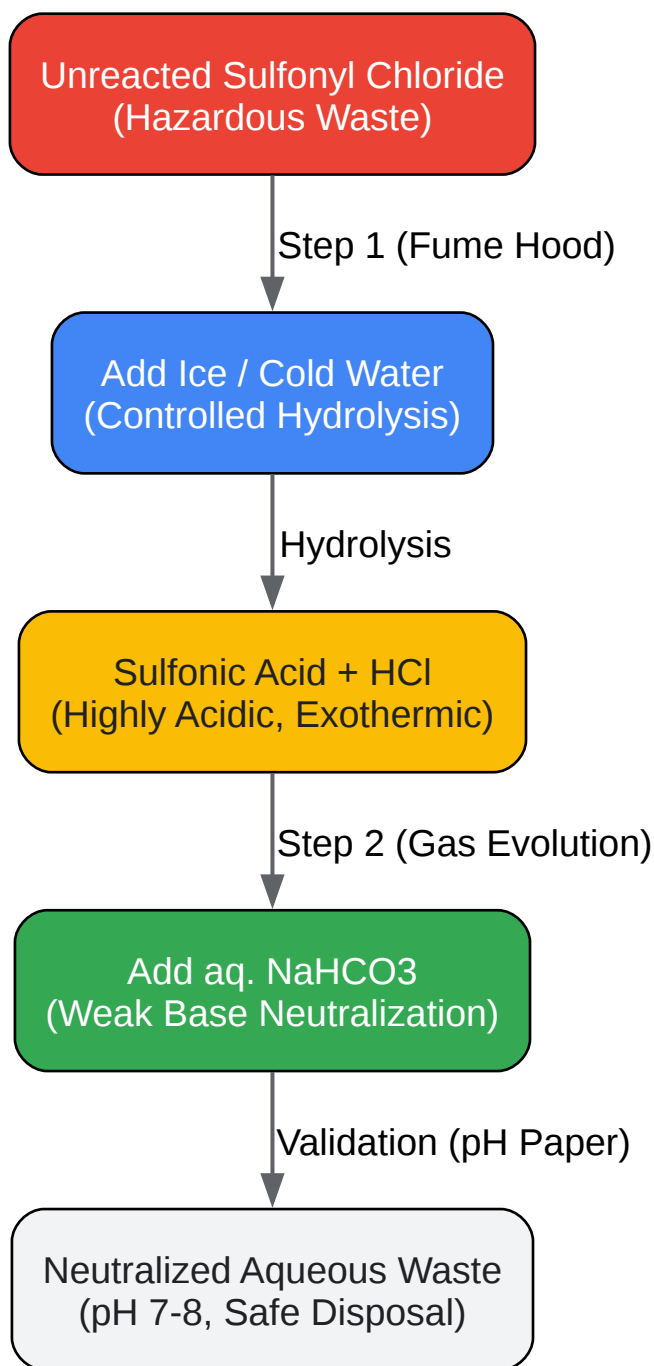 Unreacted Sulfonyl Chloride
(Hazardous Waste)
Step 1 (Fume Hood)
Add Ice / Cold Water
(Controlled Hydrolysis)
Hydrolysis
Sulfonic Acid + HCl
(Highly Acidic, Exothermic)
Step 2 (Gas Evolution)
Add aq. NaHCO3
(Weak Base Neutralization)
Validation (pH Paper)
Neutralized Aqueous Waste
(pH 7-8, Safe Disposal)